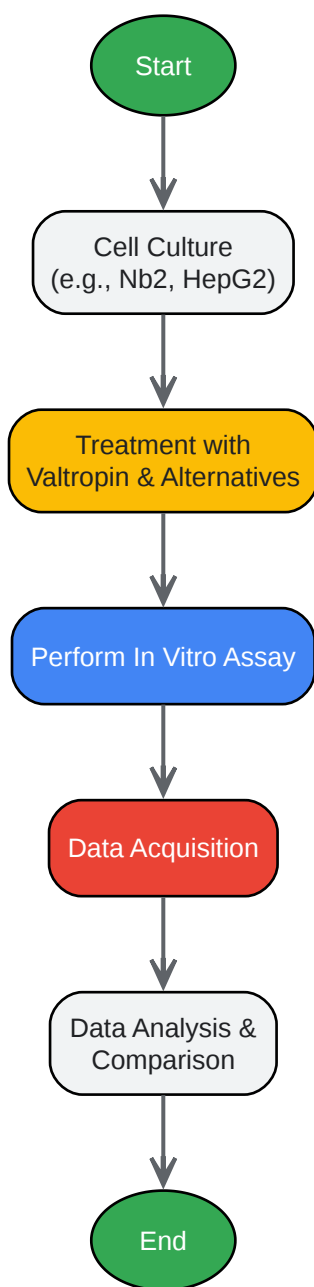 Start
Cell Culture
(e.g., Nb2, HepG2)
Treatment with
Valtropin & Alternatives
Perform In Vitro Assay
Data Acquisition
Data Analysis &
Comparison
End